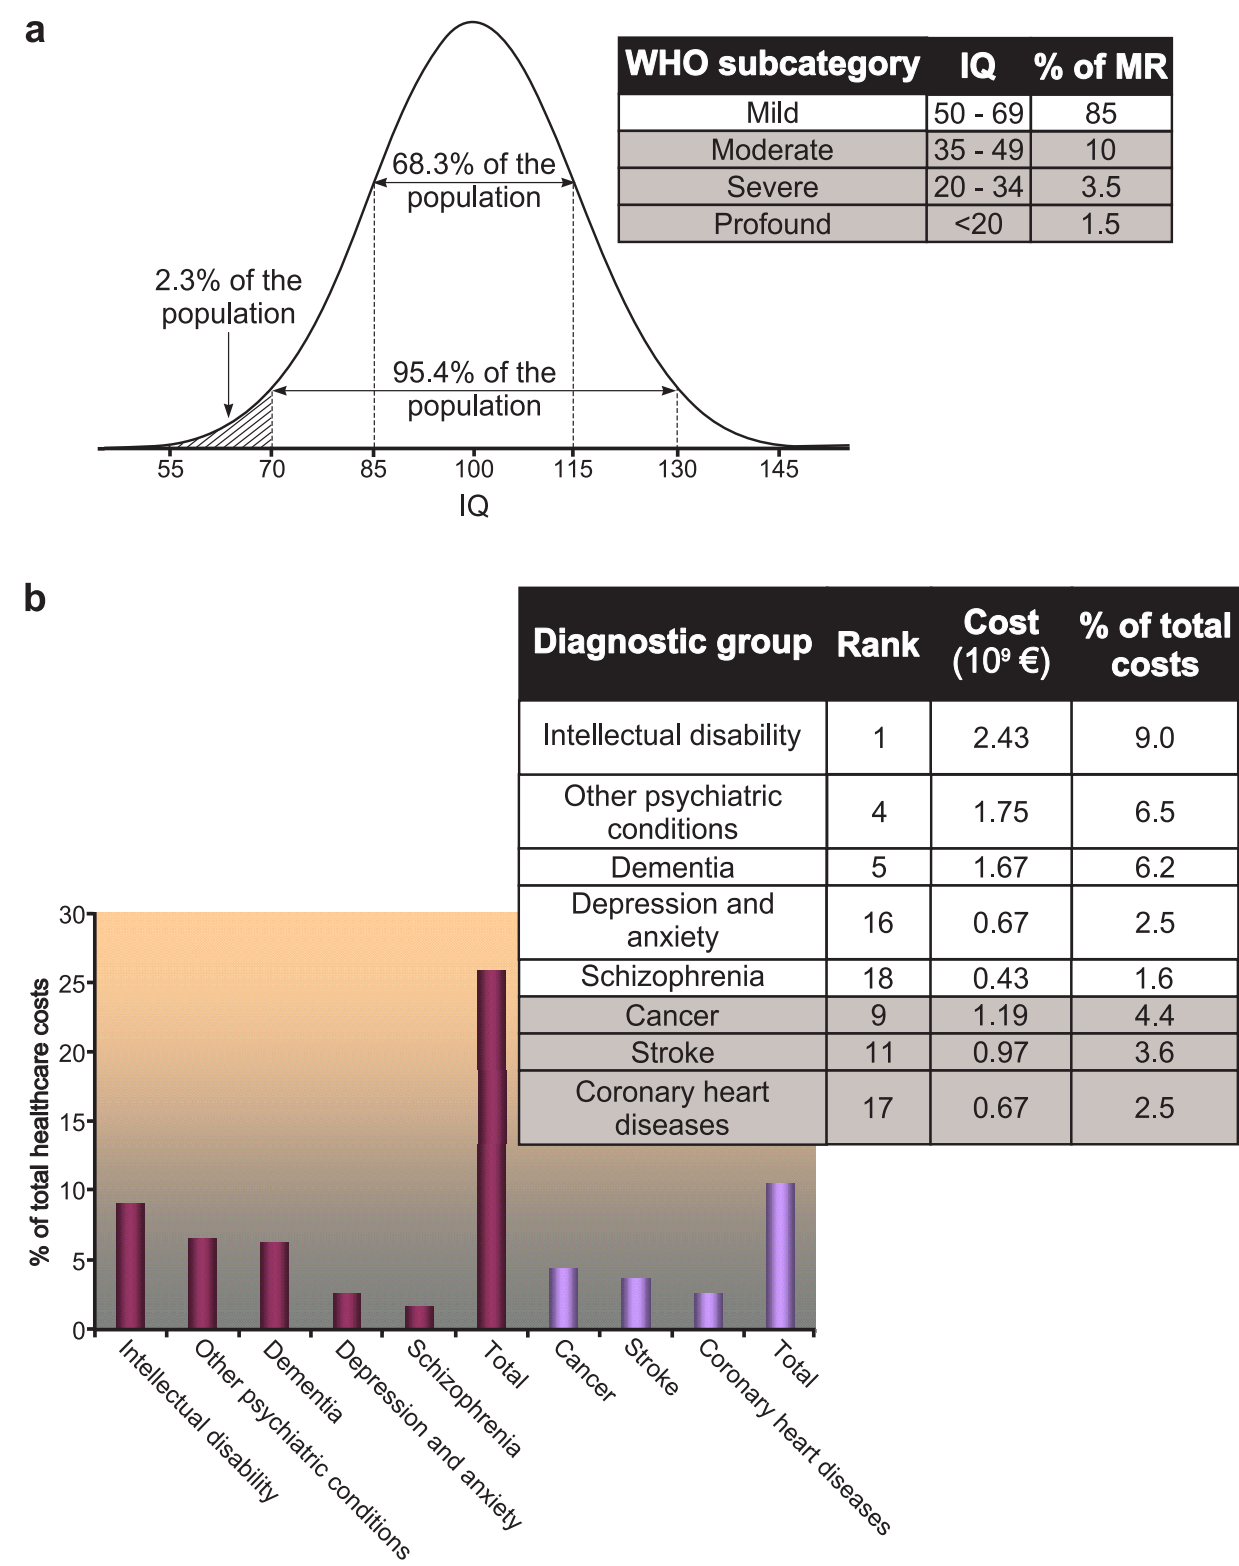 a
WHO subcategory IQ % of MR
Mild 50 - 69 85
Moderate 35 - 49 10
Severe 20 - 34 3.5
Profound <20 1.5
68.3% of the
population
2.3% of the
population
95.4% of the
population
55 70 85 100 115 130 145
IQ
b
Diagnostic group Rank Cost (10⁹ €) % of total costs
Intellectual disability 1 2.43 9.0
Other psychiatric conditions 4 1.75 6.5
Dementia 5 1.67 6.2
Depression and anxiety 16 0.67 2.5
Schizophrenia 18 0.43 1.6
Cancer 9 1.19 4.4
Stroke 11 0.97 3.6
Coronary heart diseases 17 0.67 2.5
% of total healthcare costs
30
25
20
15
10
5
0
Intellectual disability
Other psychiatric conditions
Dementia
Depression and anxiety
Schizophrenia
Total
Cancer
Stroke
Coronary heart diseases
Total